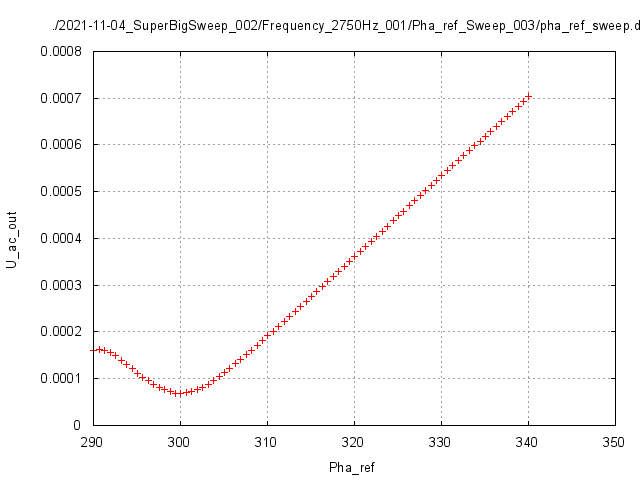 ./2021-11-04_SuperBigSweep_002/Frequency_2750Hz_001/Pha_ref_Sweep_003/pha_ref_sweep.d
0.0008
0.0007
0.0006
0.0005
0.0004
0.0003
0.0002
0.0001
0
U_ac_out
290 300 310 320 330 340 350
Pha_ref